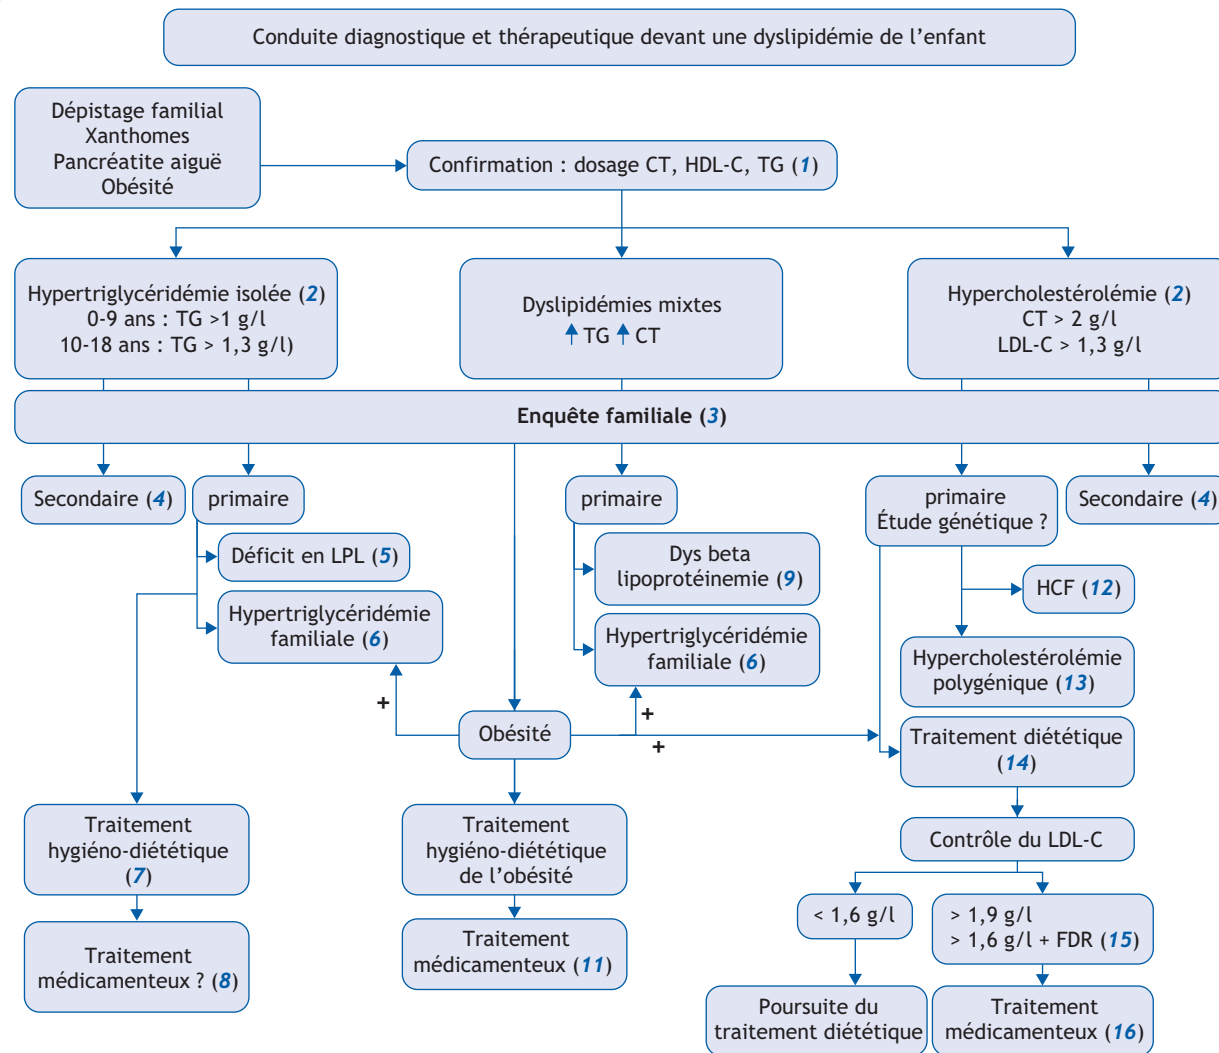 Conduite diagnostique et thérapeutique devant une dyslipidémie de l’enfant
Dépistage familial
Xanthomes
Pancréatite aiguë
Obésité
Confirmation : dosage CT, HDL-C, TG (1)
Hypertriglycéridémie isolée (2)
0-9 ans : TG >1 g/l
10-18 ans : TG > 1,3 g/l)
Dyslipidémies mixtes
↑ TG ↑ CT
Hypercholestérolémie (2)
CT > 2 g/l
LDL-C > 1,3 g/l
Enquête familiale (3)
Secondaire (4)
primaire
primaire
primaire
Étude génétique ?
Secondaire (4)
Déficit en LPL (5)
Hypertriglycéridémie
familiale (6)
Dys beta
lipoprotéinemie (9)
Hypertriglycéridémie
familiale (6)
HCF (12)
Hypercholestérolémie
polygénique (13)
+
Obésité
+
+
Traitement diététique
(14)
Traitement
hygiéno-diététique
(7)
Traitement
hygiéno-diététique
de l’obésité
Contrôle du LDL-C
< 1,6 g/l
> 1,9 g/l
> 1,6 g/l + FDR (15)
Traitement
médicamenteux ? (8)
Traitement
médicamenteux (11)
Poursuite du
traitement diététique
Traitement
médicamenteux (16)